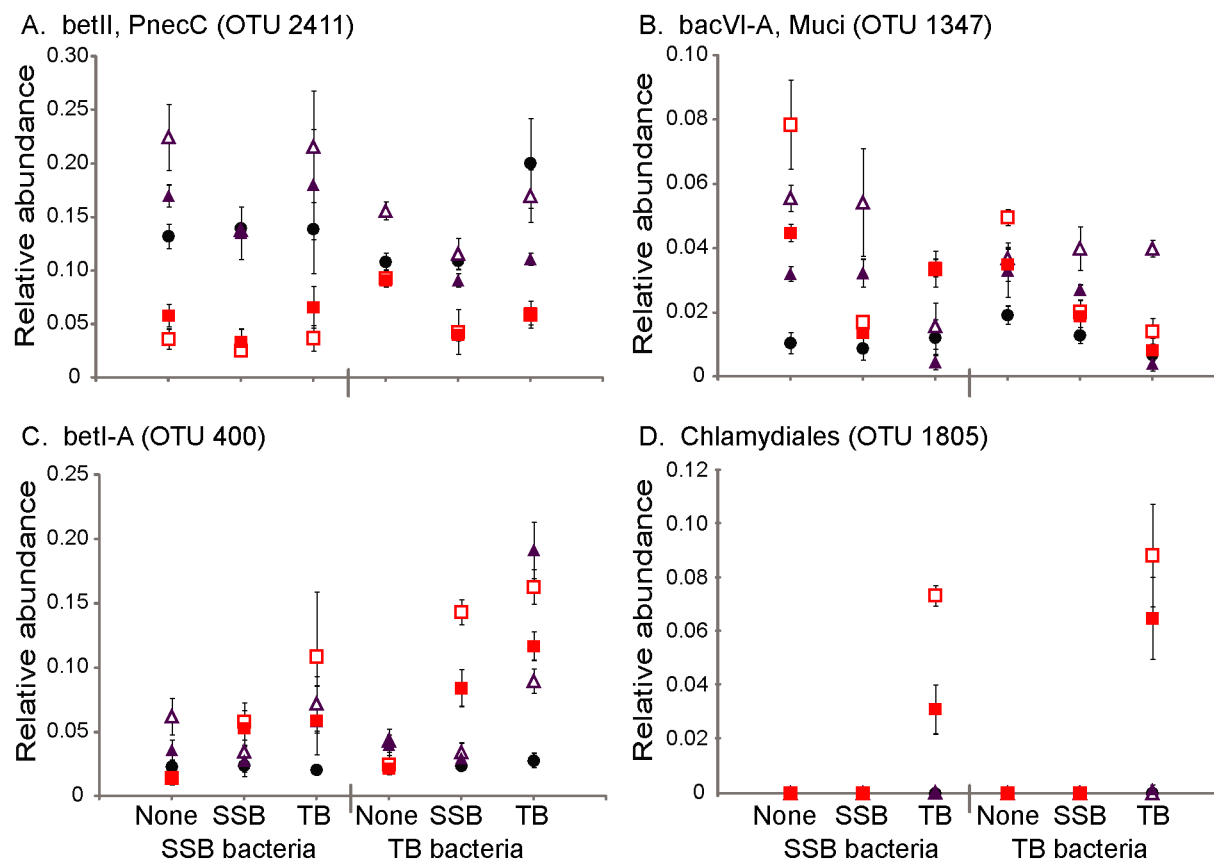 A. betII, PnecC (OTU 2411)
Relative abundance
0.30
0.25
0.20
0.15
0.10
0.05
0
B. bacVI-A, Muci (OTU 1347)
Relative abundance
0.10
0.08
0.06
0.04
0.02
0
C. betI-A (OTU 400)
Relative abundance
0.25
0.20
0.15
0.10
0.05
0
None SSB TB None SSB TB
SSB bacteria TB bacteria
D. Chlamydiales (OTU 1805)
Relative abundance
0.12
0.10
0.08
0.06
0.04
0.02
0
None SSB TB None SSB TB
SSB bacteria TB bacteria